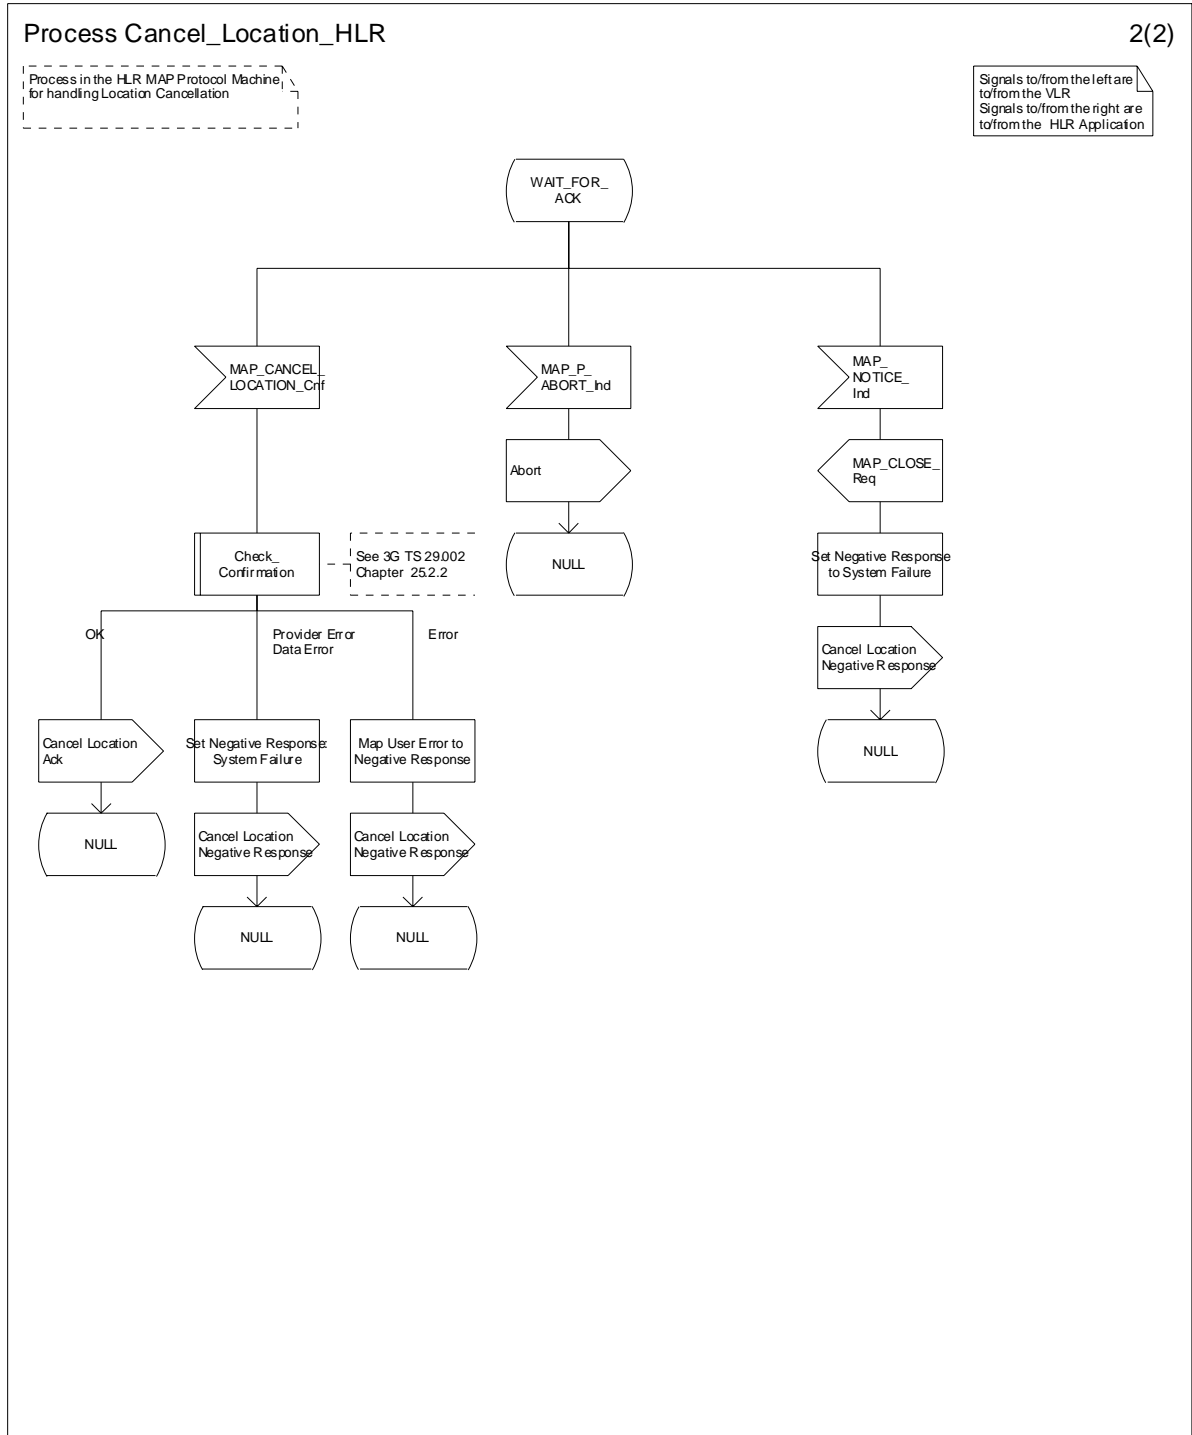 Process Cancel_Location_HLR
2(2)
Process in the HLR MAP Protocol Machine
for handling Location Cancellation
Signals to/from the left are
to/from the VLR
Signals to/from the right are
to/from the HLR Application
WAIT_FOR_
ACK
MAP_CANCEL_
LOCATION_Cnf
MAP_P_
ABORT_Ind
MAP_
NOTICE_
Ind
Abort
MAP_CLOSE_
Req
Check_
Confirmation
See 3G TS 29.002
Chapter 25.2.2
NULL
Set Negative Response
to System Failure
OK
Provider Error
Data Error
Error
Cancel Location
Negative Response
Cancel Location
Ack
Set Negative Response:
System Failure
Map User Error to
Negative Response
NULL
NULL
Cancel Location
Negative Response
Cancel Location
Negative Response
NULL
NULL